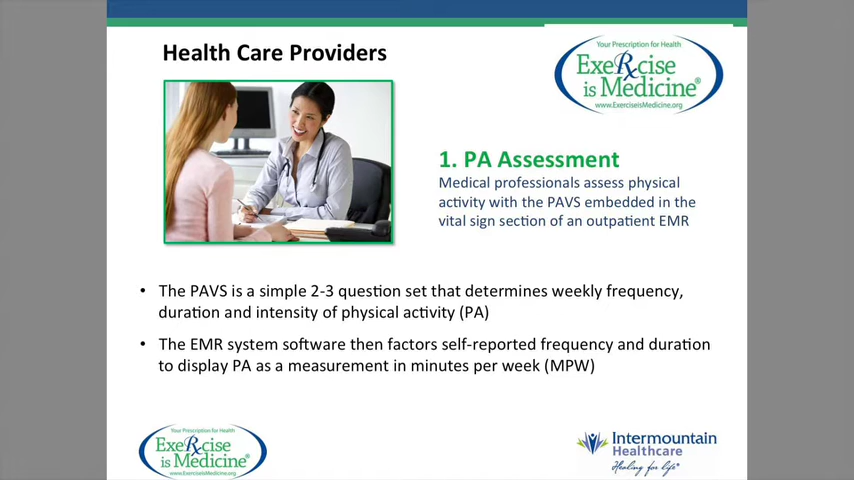 Health Care Providers
Your Prescription for Health
ExeRxcise
is Medicine®
www.ExerciseisMedicine.org
1. PA Assessment
Medical professionals assess physical
activity with the PAVS embedded in the
vital sign section of an outpatient EMR
• The PAVS is a simple 2-3 question set that determines weekly frequency,
duration and intensity of physical activity (PA)
• The EMR system software then factors self-reported frequency and duration
to display PA as a measurement in minutes per week (MPW)
Your Prescription for Health
ExeRxcise
is Medicine®
www.ExerciseisMedicine.org
Intermountain
Healthcare
Healing for life®